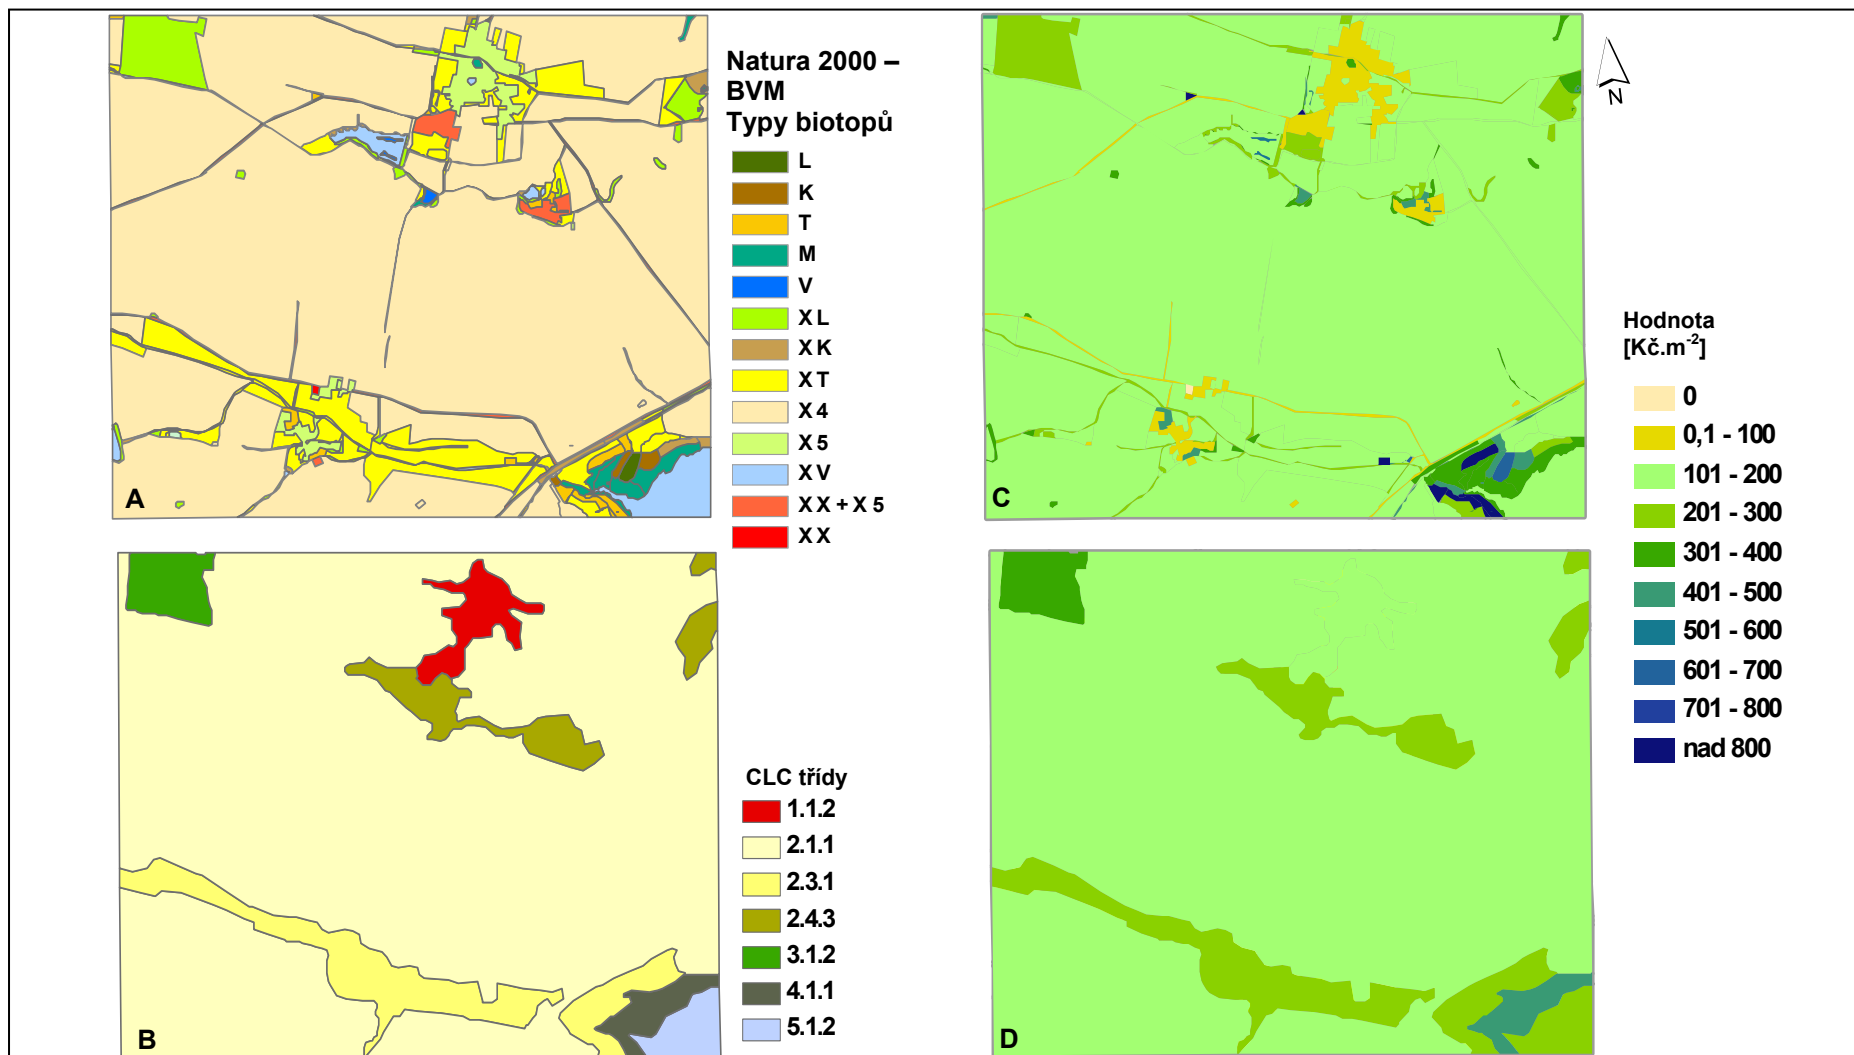 Natura 2000 –
BVM
Typy biotopů
L
K
T
M
V
X L
X K
X T
X 4
X 5
X V
X X + X 5
X X
A
C
N
Hodnota
[Kč.m-2]
0
0,1 - 100
101 - 200
201 - 300
301 - 400
401 - 500
501 - 600
601 - 700
701 - 800
nad 800
CLC třídy
1.1.2
2.1.1
2.3.1
2.4.3
3.1.2
4.1.1
5.1.2
B
D